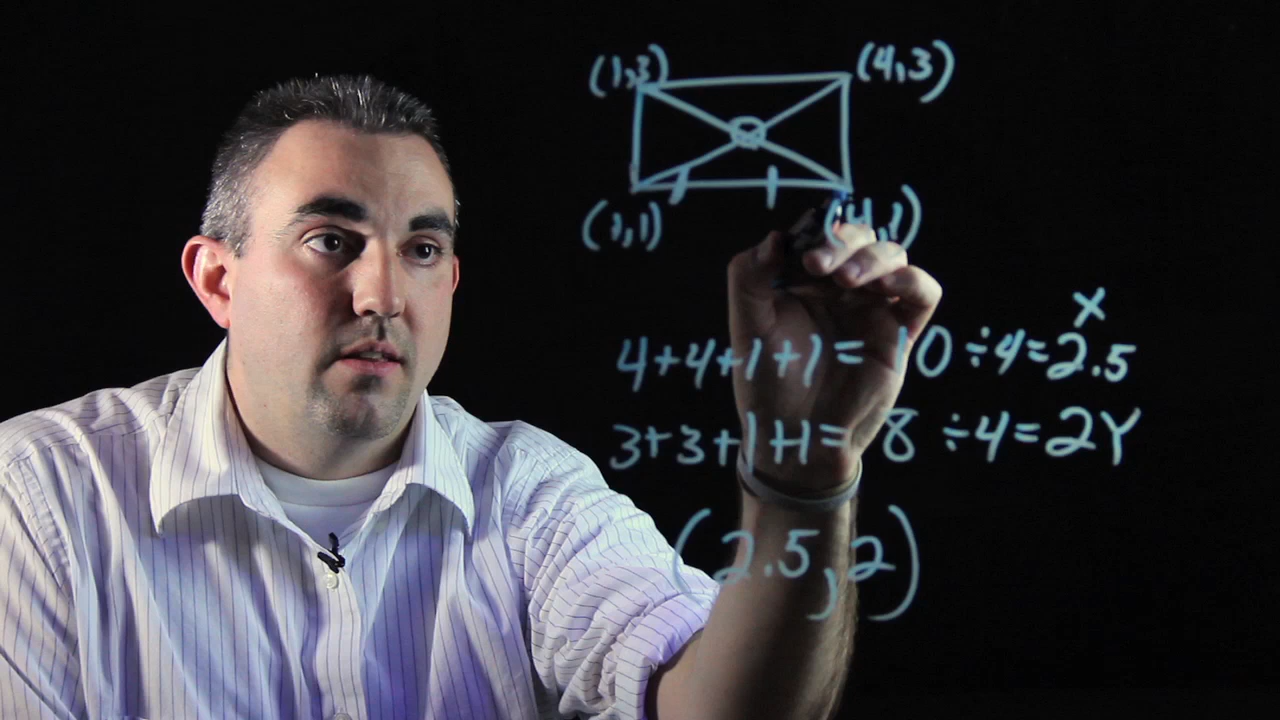 (1,3) (4,3)
(1,1) (4,1)
x
4+4+1+1= 10 ÷4=2.5
3+3+1+1= 8 ÷4=2Y
(2.5,2)